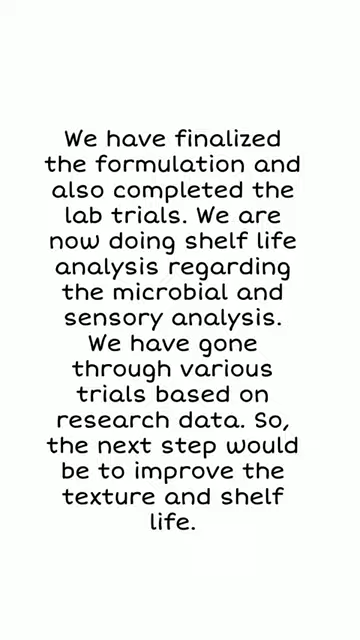 We have finalized
the formulation and
also completed the
lab trials. We are
now doing shelf life
analysis regarding
the microbial and
sensory analysis.
We have gone
through various
trials based on
research data. So,
the next step would
be to improve the
texture and shelf
life.